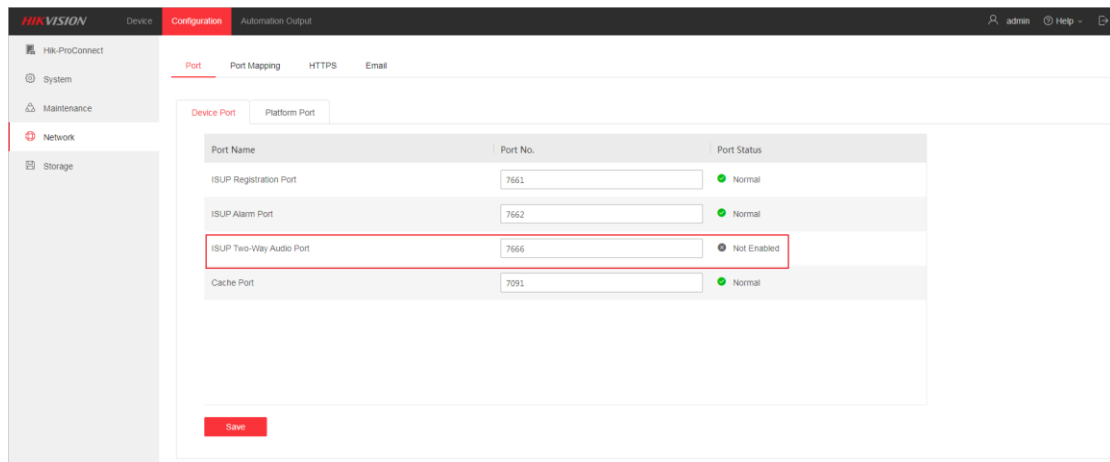 HIKVISION Device Configuration Automation Output admin Help
Hik-ProConnect
System
Maintenance
Network
Storage
Port Port Mapping HTTPS Email
Device Port Platform Port
Port Name Port No. Port Status
ISUP Registration Port 7661 Normal
ISUP Alarm Port 7662 Normal
ISUP Two-Way Audio Port 7666 Not Enabled
Cache Port 7091 Normal
Save